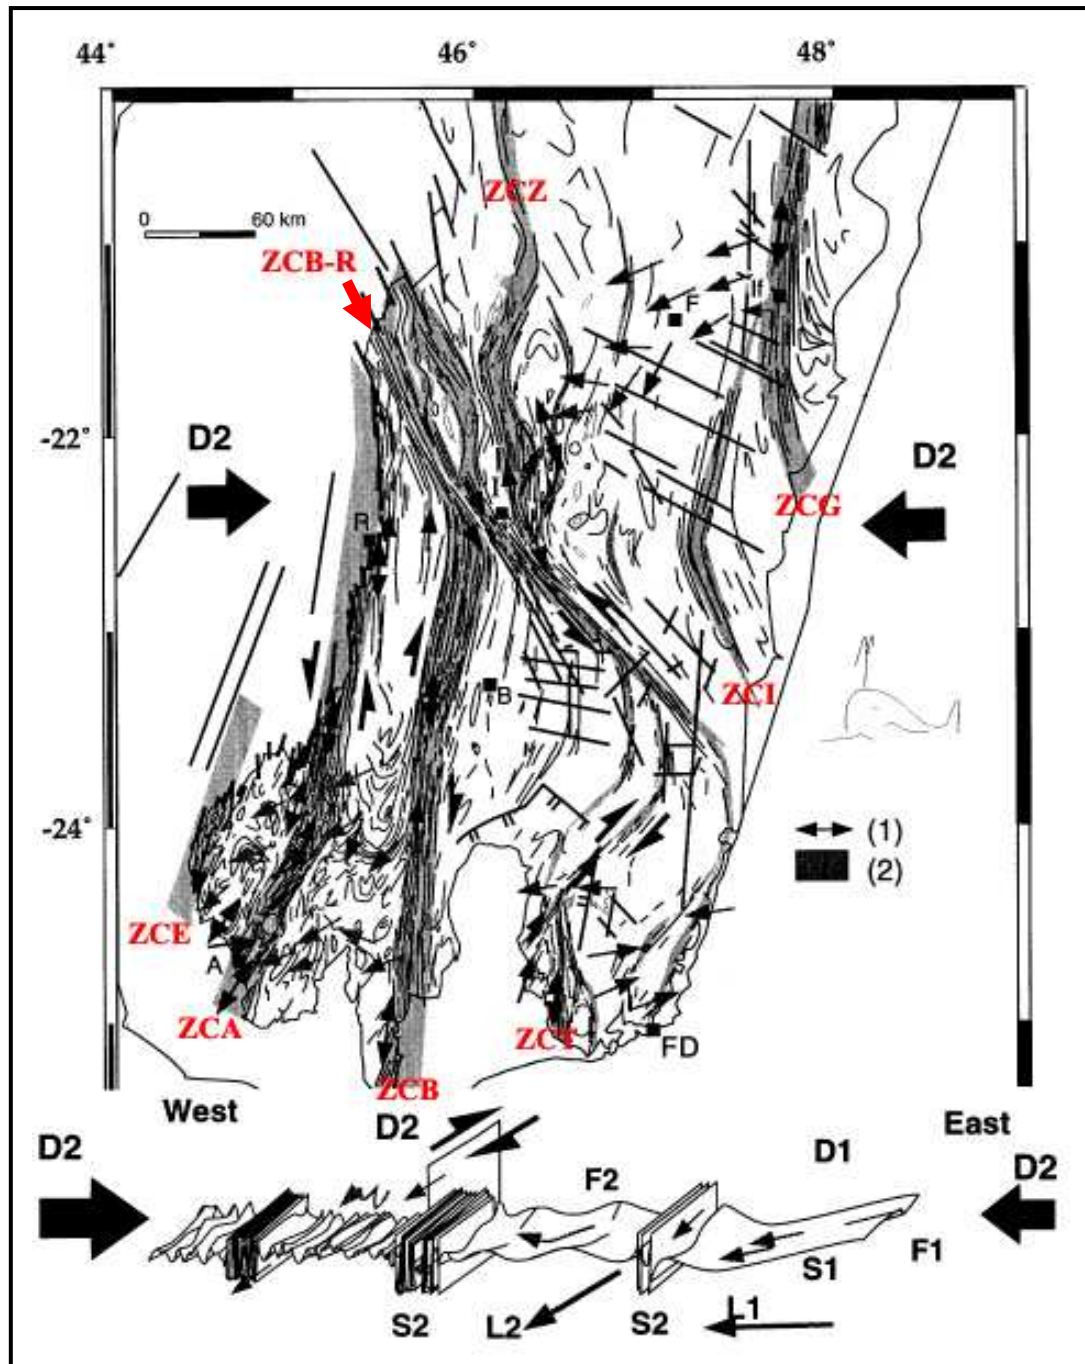 44° 46° 48°
ZCZ
0 60 km
ZCB-R
If
F
-22°
D2
D2
ZCG
R
I
ZCI
B
-24°
(1)
(2)
ZCE
A
ZCA
ZCT
FD
ZCB
West
D2
East
D2
D1
D2
F2
F1
S1
S2
L2
S2
L1